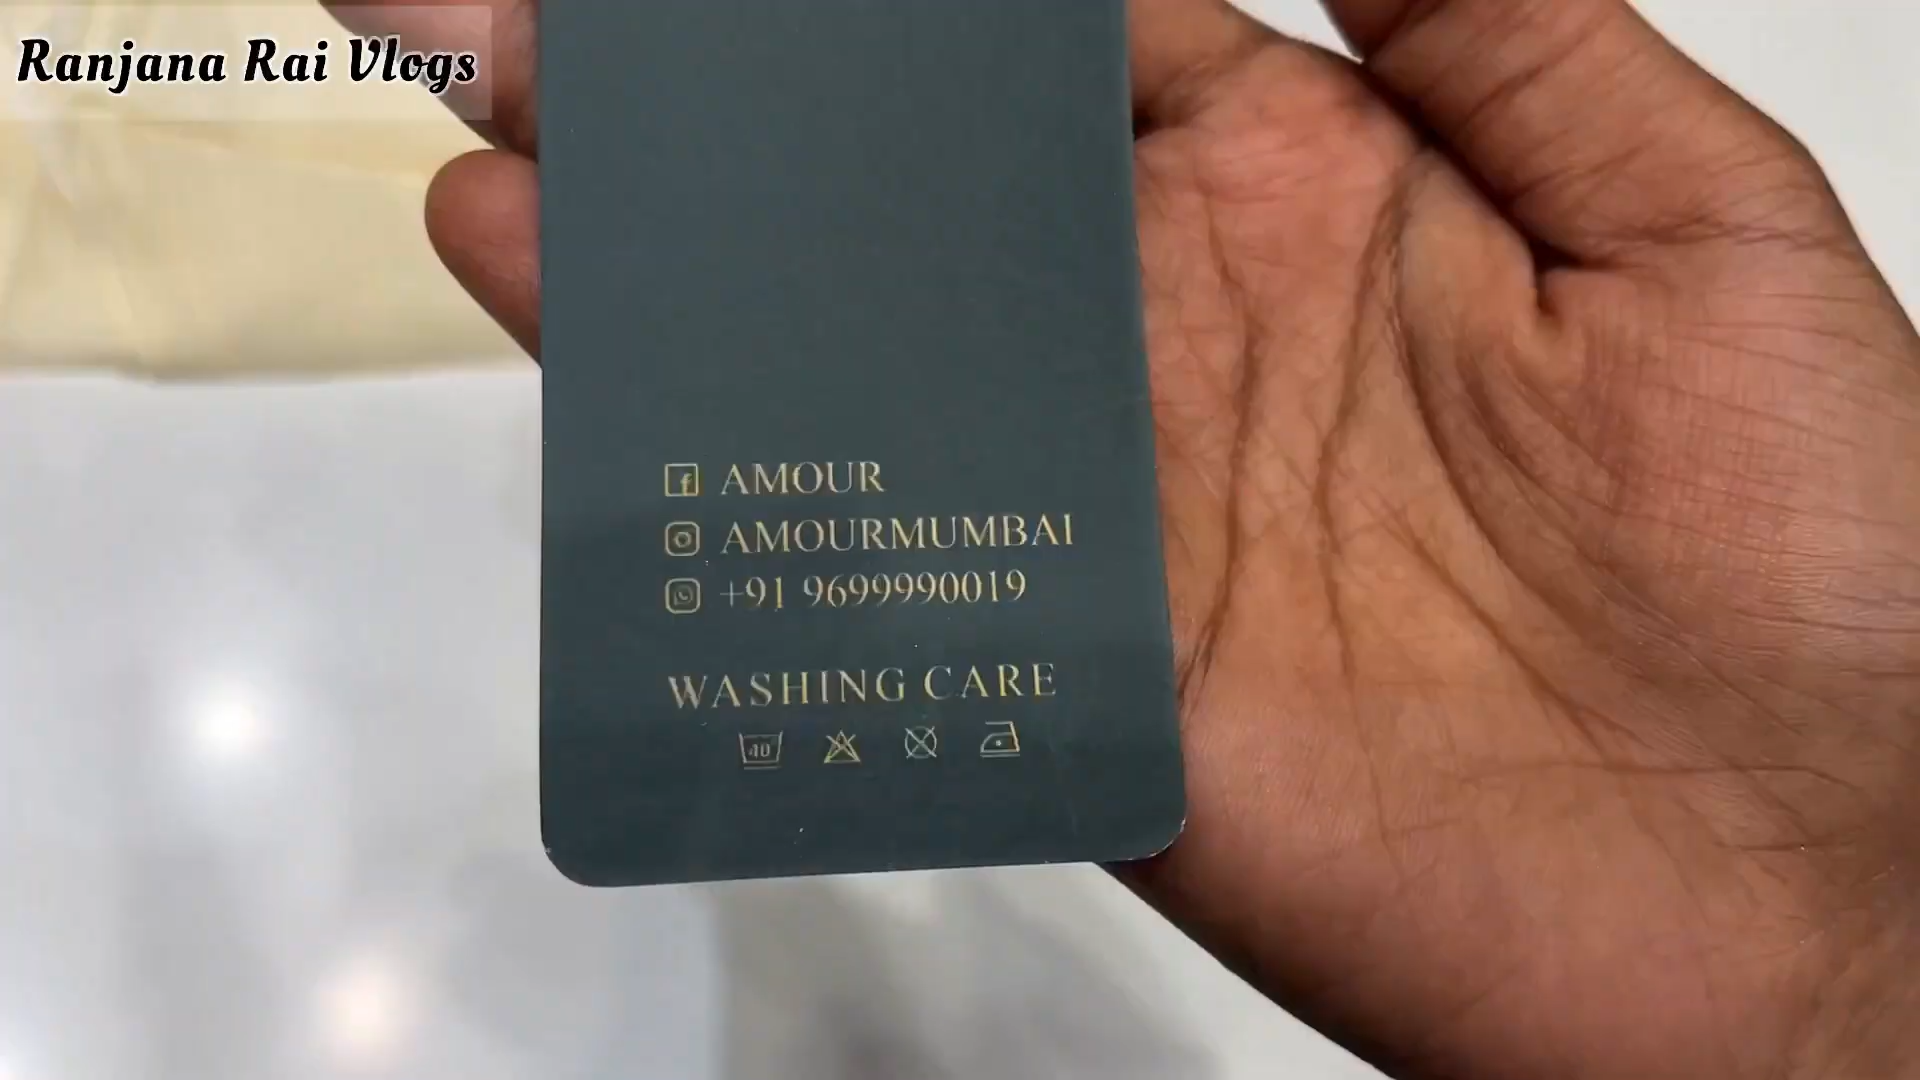 Ranjana Rai Vlogs
AMOUR
AMOURMUMBAI
+91 9699990019
WASHING CARE
40